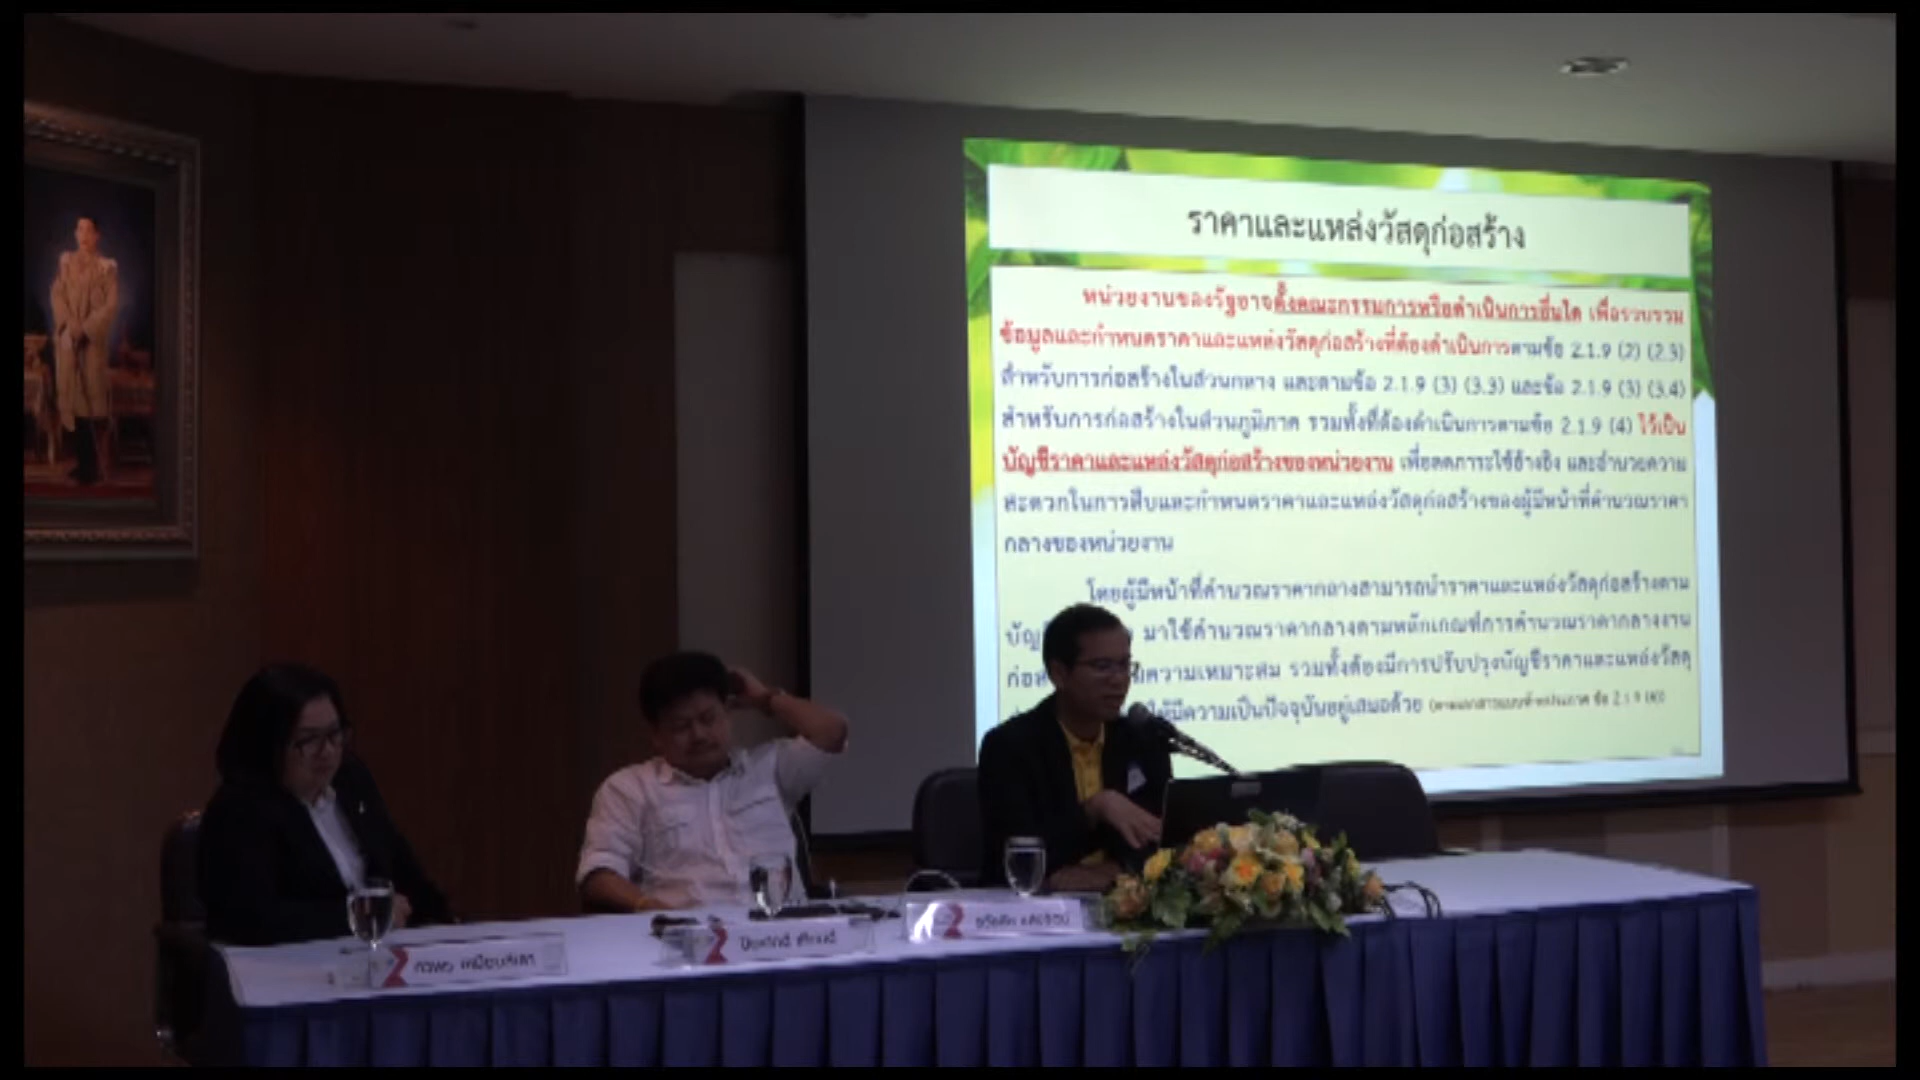 ราคาและแหล่งวัสดุก่อสร้าง
หน่วยงานของรัฐอาจตั้งคณะกรรมการหรือดำเนินการอื่นใด เพื่อรวบรวม
ข้อมูลและกำหนดราคาและแหล่งวัสดุก่อสร้างที่ต้องดำเนินการตามข้อ 2.1.9 (2) (2.3)
สำหรับการก่อสร้างในส่วนกลาง และตามข้อ 2.1.9 (3) (3.3) และข้อ 2.1.9 (3) (3.4)
สำหรับการก่อสร้างในส่วนภูมิภาค รวมทั้งที่ต้องดำเนินการตามข้อ 2.1.9 (4) ไว้เป็น
บัญชีราคาและแหล่งวัสดุก่อสร้างของหน่วยงาน เพื่อลดภาระใช้อ้างอิง และอำนวยความ
สะดวกในการสืบและกำหนดราคาและแหล่งวัสดุก่อสร้างของผู้มีหน้าที่คำนวณราคา
กลางของหน่วยงาน
โดยผู้มีหน้าที่คำนวณราคากลางสามารถนำราคาและแหล่งวัสดุก่อสร้างตาม
มาใช้คำนวณราคากลางตามหลักเกณฑ์การคำนวณราคากลางงาน
ความเหมาะสม รวมทั้งต้องมีการปรับปรุงบัญชีราคาและแหล่งวัสดุ
ให้มีความเป็นปัจจุบันอยู่เสมอด้วย